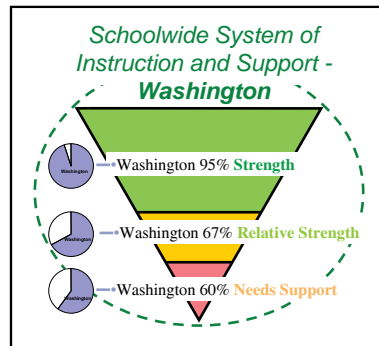 Schoolwide System of
Instruction and Support -
Washington
Washington
Washington 95% Strength
Washington
Washington 67% Relative Strength
Washington
Washington 60% Needs Support